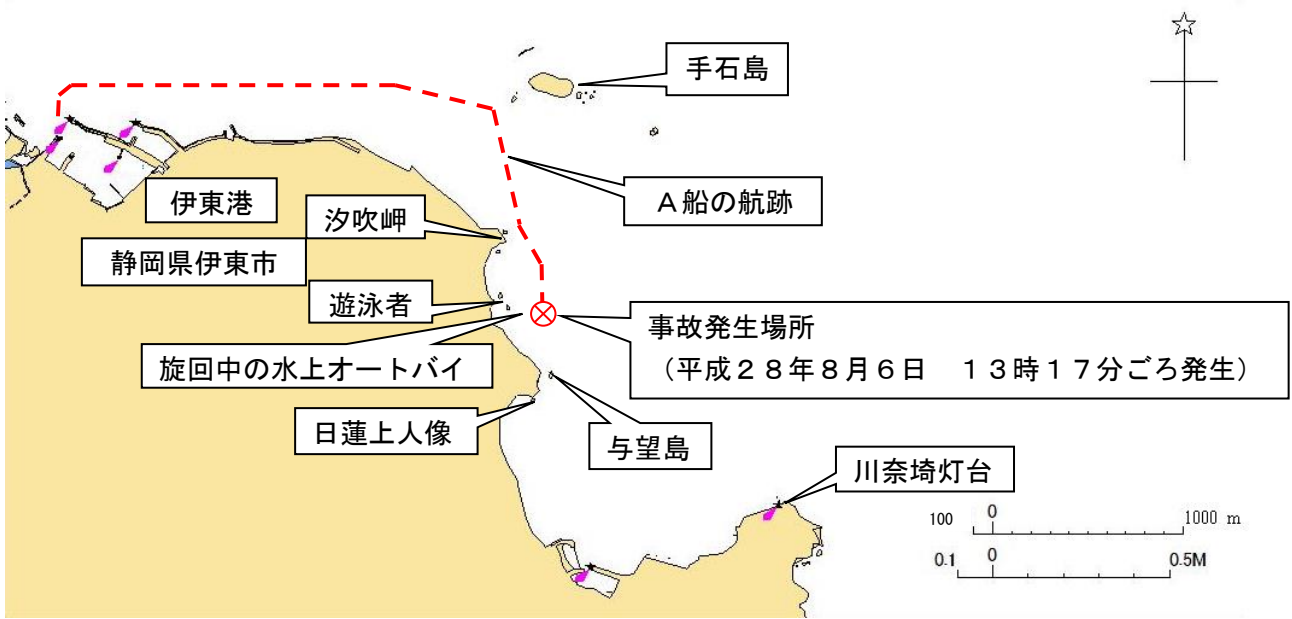 手石島
A船の航跡
伊東港
汐吹岬
静岡県伊東市
遊泳者
事故発生場所
(平成28年8月6日 13時17分ごろ発生)
旋回中の水上オートバイ
日蓮上人像
与望島
川奈埼灯台
100 0 1000 m
0.1 0 0.5M